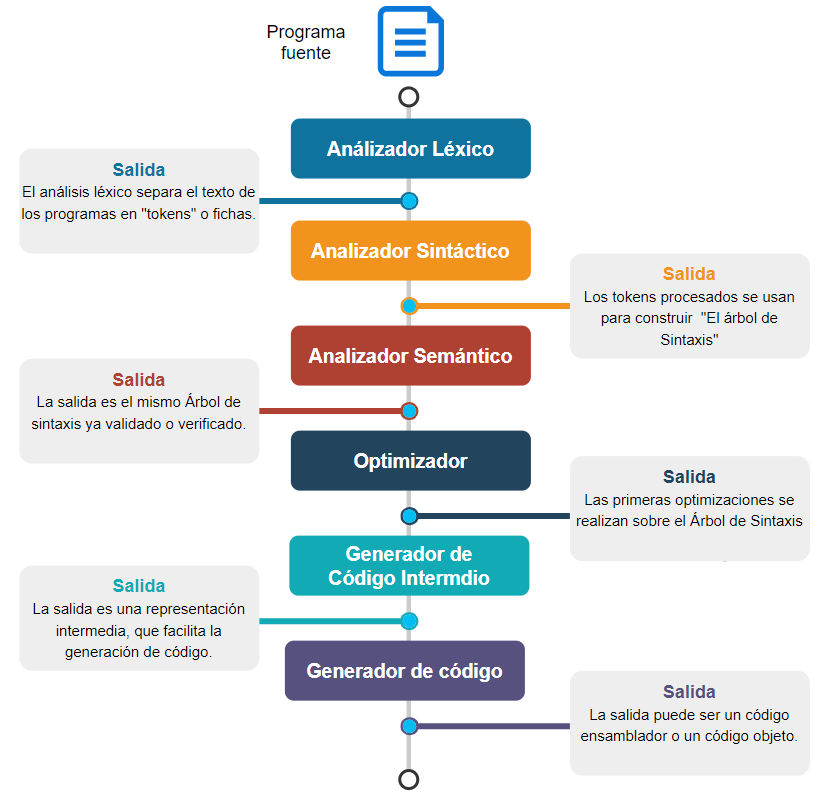 Programa
fuente
Análizador Léxico
Salida
El análisis léxico separa el texto de
los programas en "tokens" o fichas.
Analizador Sintáctico
Salida
Los tokens procesados se usan
para construir "El árbol de
Sintaxis"
Analizador Semántico
Salida
La salida es el mismo Árbol de
sintaxis ya validado o verificado.
Optimizador
Salida
Las primeras optimizaciones se
realizan sobre el Árbol de Sintaxis
Generador de
Código Intermdio
Salida
La salida es una representación
intermedia, que facilita la
generación de código.
Generador de código
Salida
La salida puede ser un código
ensamblador o un código objeto.